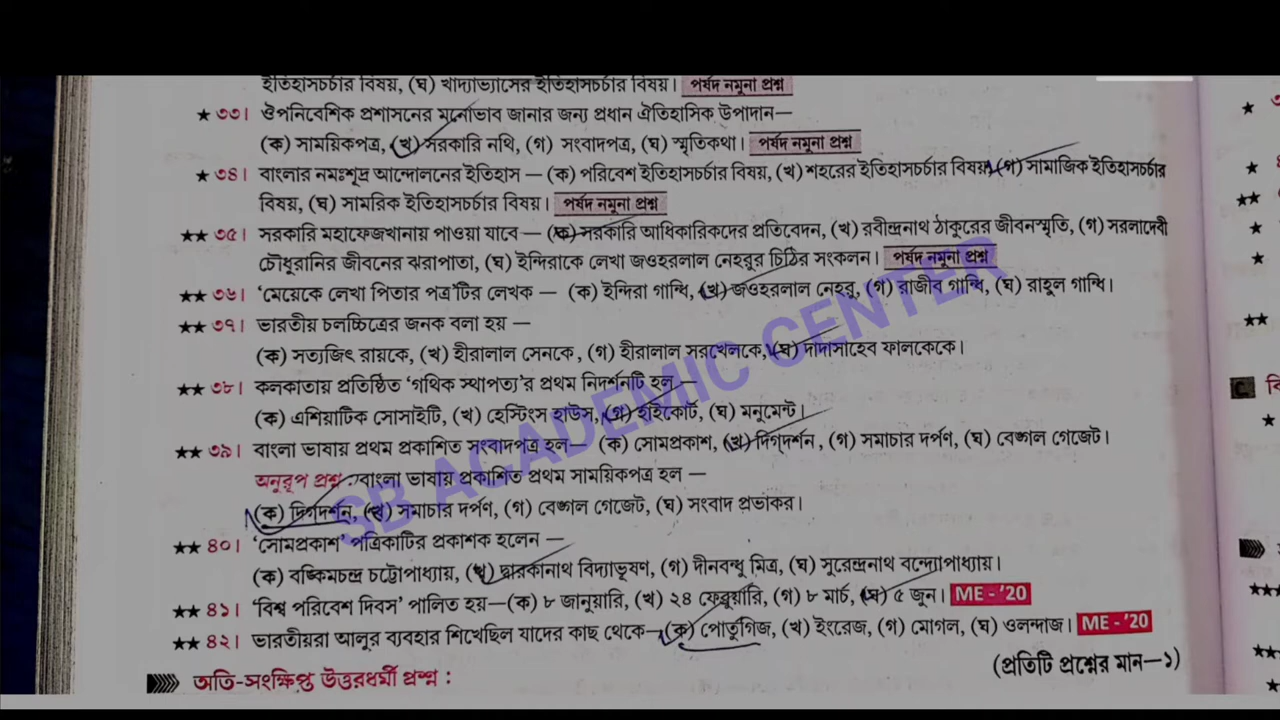 ইতিহাসচর্চার বিষয়, (ঘ) খাদ্যাভ্যাসের ইতিহাসচর্চার বিষয়। পর্ষদ নমুনা প্রশ্ন
★ ৩৩। ঔপনিবেশিক প্রশাসনের মনোভাব জানার জন্য প্রধান ঐতিহাসিক উপাদান—
(ক) সাময়িকপত্র, (খ) সরকারি নথি, (গ) সংবাদপত্র, (ঘ) স্মৃতিকথা। পর্ষদ নমুনা প্রশ্ন
★ ৩৪। বাংলার নমঃশূদ্র আন্দোলনের ইতিহাস — (ক) পরিবেশ ইতিহাসচর্চার বিষয়, (খ) শহরের ইতিহাসচর্চার বিষয়, (গ) সামাজিক ইতিহাসচর্চার
বিষয়, (ঘ) সামরিক ইতিহাসচর্চার বিষয়। পর্ষদ নমুনা প্রশ্ন
★★ ৩৫। সরকারি মহাফেজখানায় পাওয়া যাবে— (ক) সরকারি আধিকারিকদের প্রতিবেদন, (খ) রবীন্দ্রনাথ ঠাকুরের জীবনস্মৃতি, (গ) সরলাদেবী
চৌধুরানির জীবনের ঝরাপাতা, (ঘ) ইন্দিরাকে লেখা জওহরলাল নেহরুর চিঠির সংকলন। পর্ষদ নমুনা প্রশ্ন
★★ ৩৬। ‘মেয়েকে লেখা পিতার পত্র’টির লেখক — (ক) ইন্দিরা গান্ধি, (খ) জওহরলাল নেহরু, (গ) রাজীব গান্ধি, (ঘ) রাহুল গান্ধি।
★★ ৩৭। ভারতীয় চলচ্চিত্রের জনক বলা হয় —
(ক) সত্যজিৎ রায়কে, (খ) হীরালাল সেনকে, (গ) হীরালাল সরখেলকে, (ঘ) দাদাসাহেব ফালকেকে।
★★ ৩৮। কলকাতায় প্রতিষ্ঠিত ‘গথিক স্থাপত্য’র প্রথম নিদর্শনটি হল —
(ক) এশিয়াটিক সোসাইটি, (খ) হেস্টিংস হাউস, (গ) হাইকোর্ট, (ঘ) মনুমেন্ট।
★★ ৩৯। বাংলা ভাষায় প্রথম প্রকাশিত সংবাদপত্র হল— (ক) সোমপ্রকাশ, (খ) দিগ্‌দর্শন, (গ) সমাচার দর্পণ, (ঘ) বেঙ্গল গেজেট।
অনুরূপ প্রশ্ন : বাংলা ভাষায় প্রকাশিত প্রথম সাময়িকপত্র হল —
(ক) দিগ্‌দর্শন, (খ) সমাচার দর্পণ, (গ) বেঙ্গল গেজেট, (ঘ) সংবাদ প্রভাকর।
★★ ৪০। ‘সোমপ্রকাশ’ পত্রিকাটির প্রকাশক হলেন —
(ক) বঙ্কিমচন্দ্র চট্টোপাধ্যায়, (খ) দ্বারকানাথ বিদ্যাভূষণ, (গ) দীনবন্ধু মিত্র, (ঘ) সুরেন্দ্রনাথ বন্দ্যোপাধ্যায়।
★★ ৪১। ‘বিশ্ব পরিবেশ দিবস’ পালিত হয়—(ক) ৮ জানুয়ারি, (খ) ২৪ ফেব্রুয়ারি, (গ) ৮ মার্চ, (ঘ) ৫ জুন। ME - '20
★★ ৪২। ভারতীয়রা আলুর ব্যবহার শিখেছিল যাদের কাছ থেকে—(ক) পোর্তুগিজ, (খ) ইংরেজ, (গ) মোগল, (ঘ) ওলন্দাজ। ME - '20
অতি-সংক্ষিপ্ত উত্তরধর্মী প্রশ্ন :
(প্রতিটি প্রশ্নের মান—১)
SB ACADEMIC CENTER